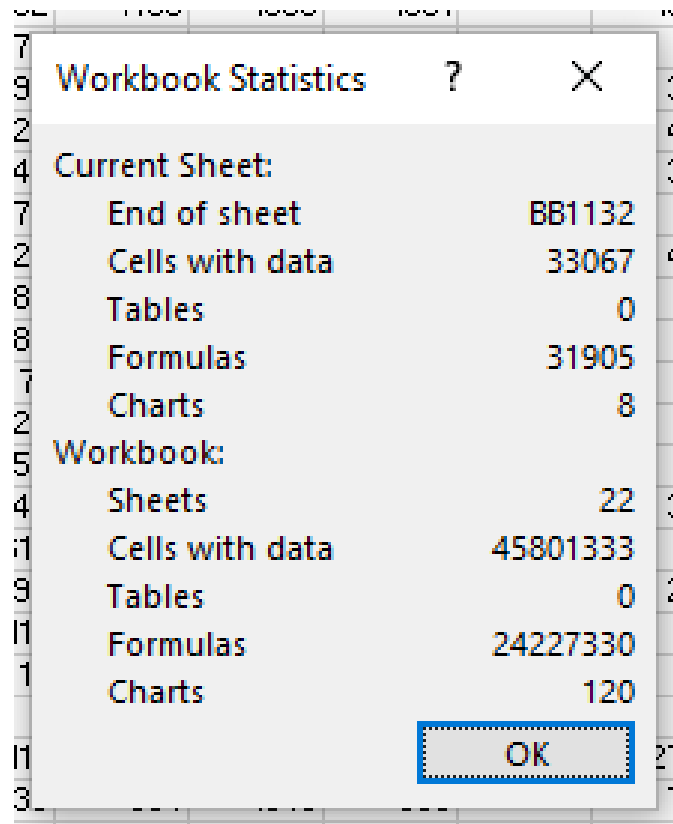 Workbook Statistics ? ×
Current Sheet:
End of sheet BB1132
Cells with data 33067
Tables 0
Formulas 31905
Charts 8
Workbook:
Sheets 22
Cells with data 45801333
Tables 0
Formulas 24227330
Charts 120
OK